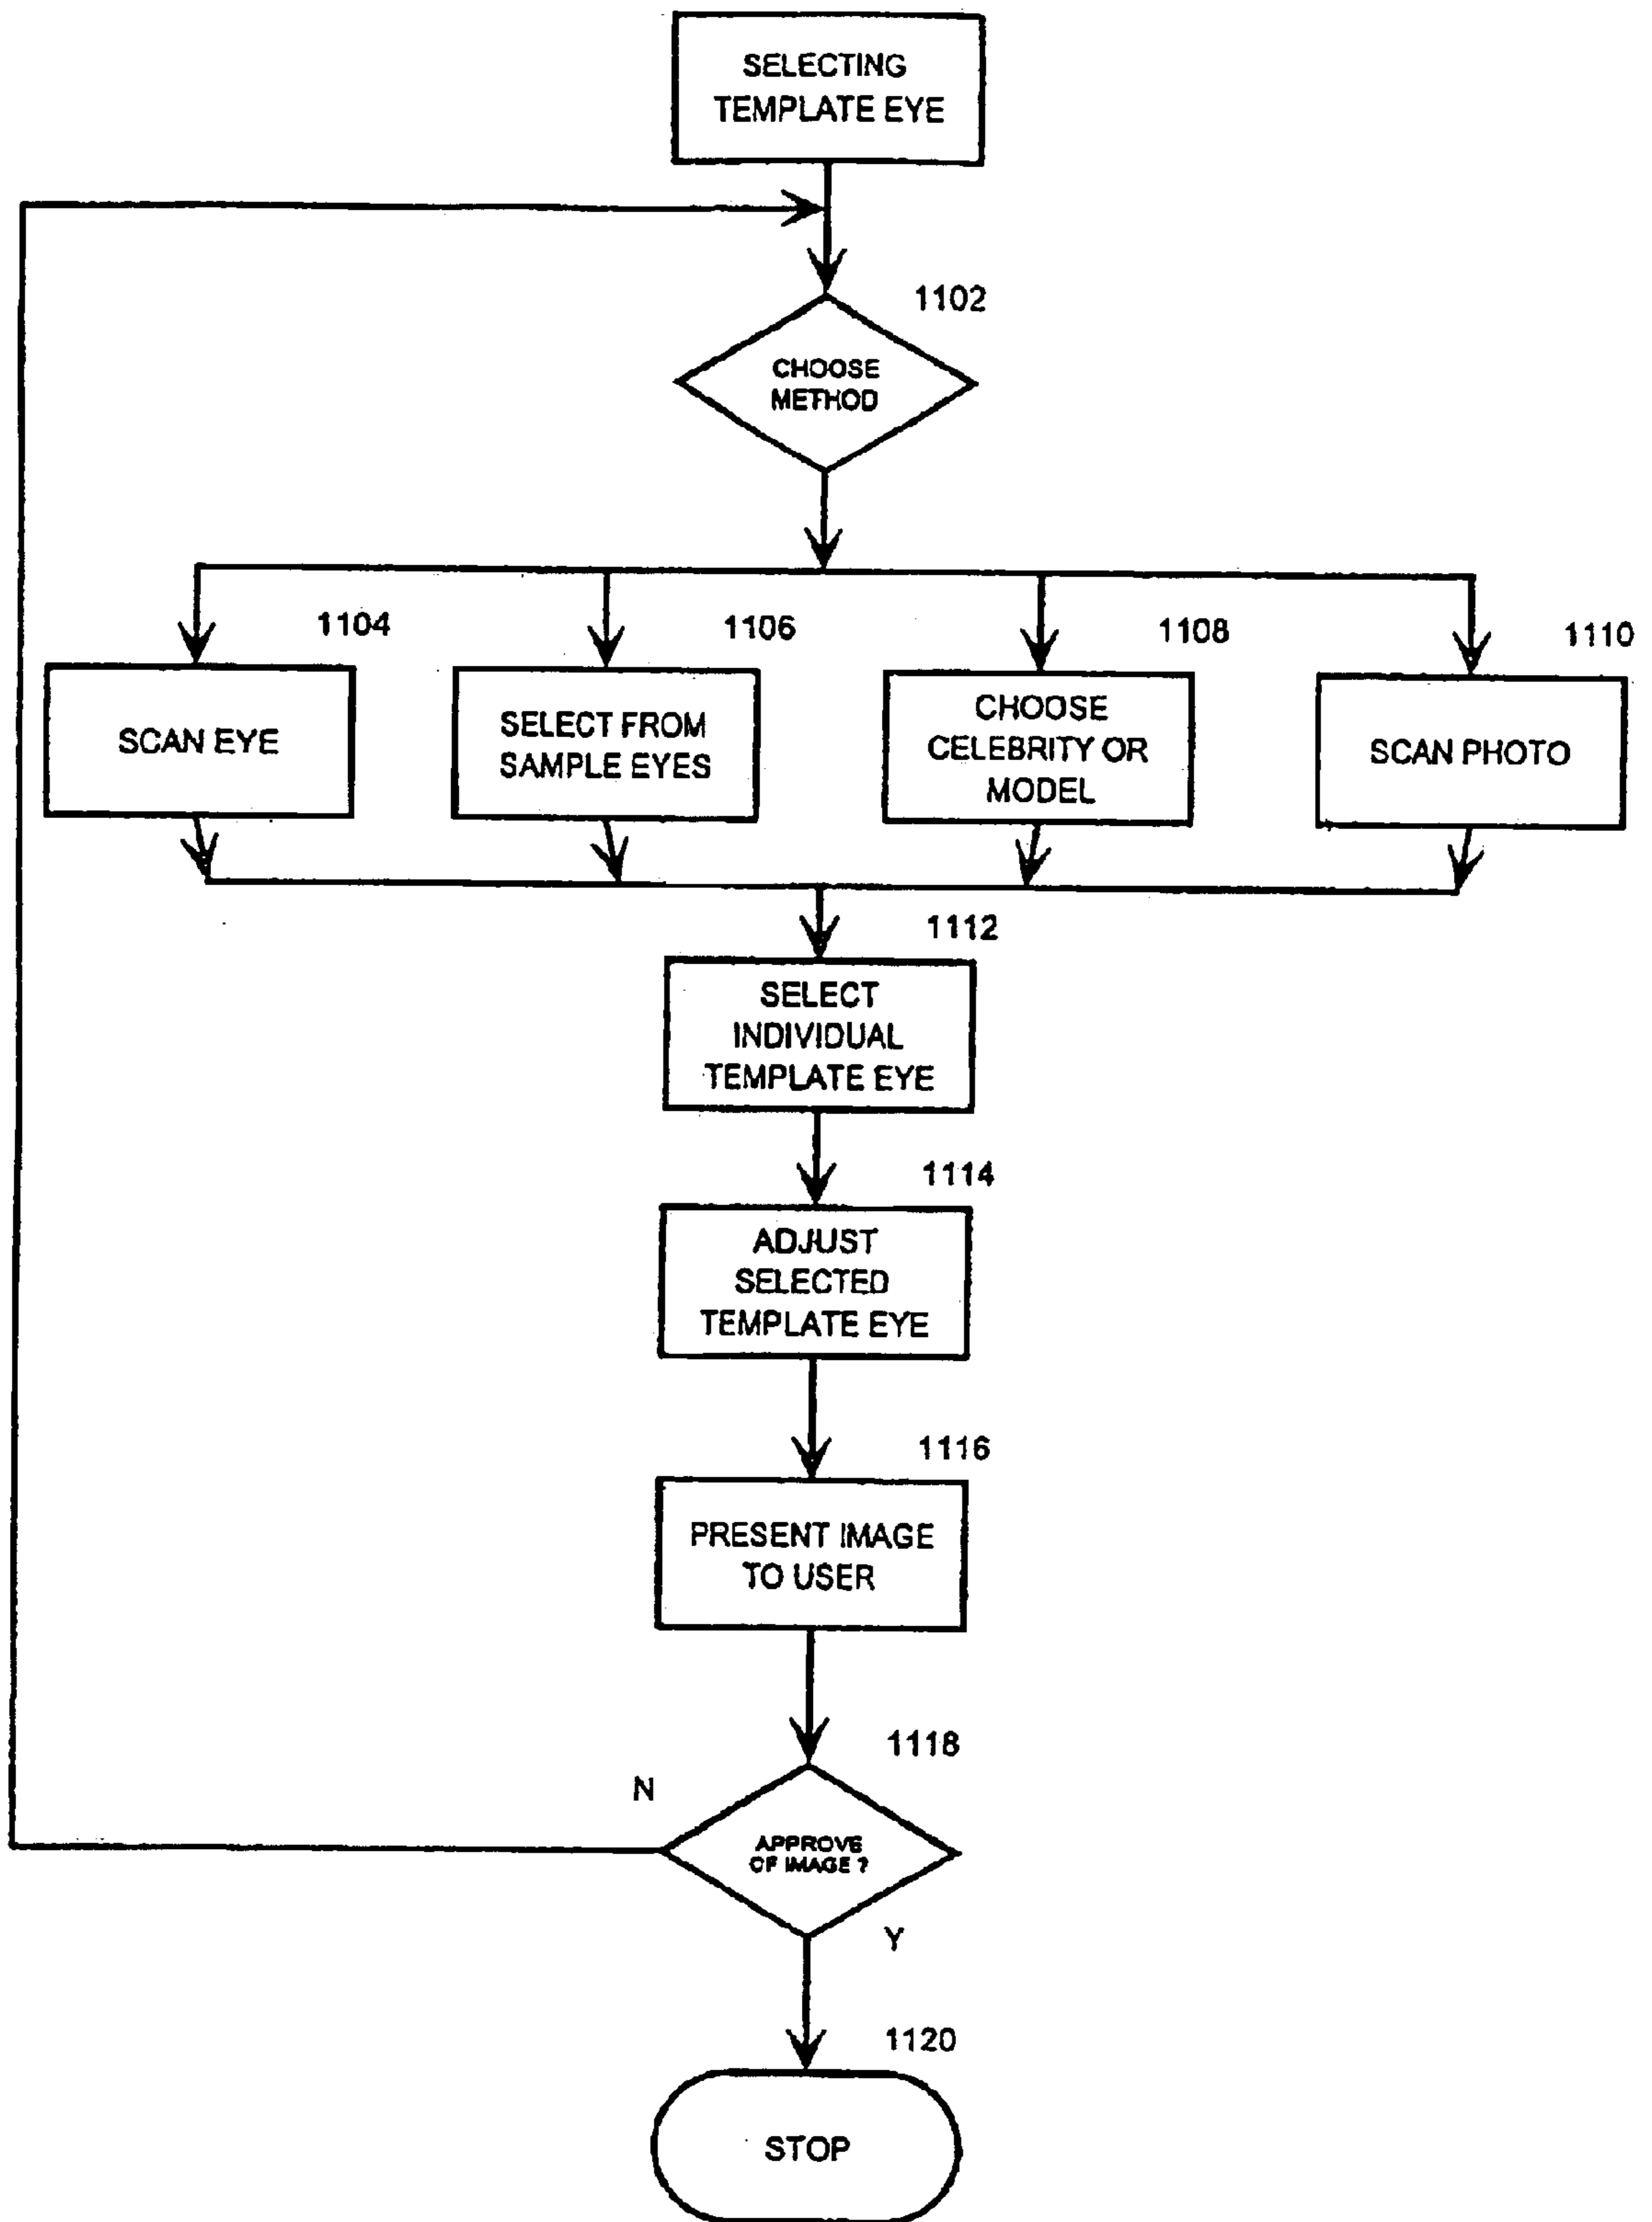 SELECTING
TEMPLATE EYE
1102
CHOOSE
METHOD
1104
1106
1108
1110
SCAN EYE
SELECT FROM
SAMPLE EYES
CHOOSE
CELEBRITY OR
MODEL
SCAN PHOTO
1112
SELECT
INDIVIDUAL
TEMPLATE EYE
1114
ADJUST
SELECTED
TEMPLATE EYE
1116
PRESENT IMAGE
TO USER
1118
N
APPROVE
OF IMAGE ?
Y
1120
STOP